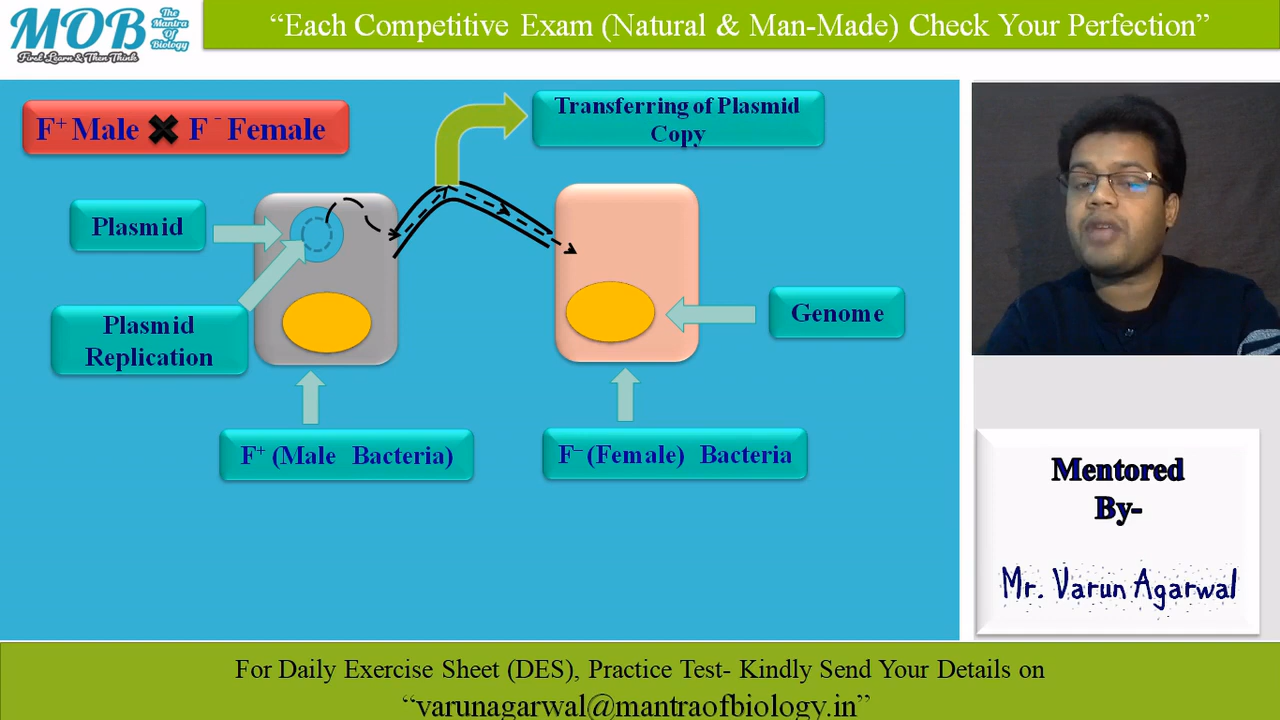 MOB The Mantra Of Biology
First Learn & Then Think
“Each Competitive Exam (Natural & Man-Made) Check Your Perfection”
F+ Male ✖ F - Female
Transferring of Plasmid
Copy
Plasmid
Plasmid
Replication
Genome
F+ (Male Bacteria)
F– (Female) Bacteria
Mentored
By-
Mr. Varun Agarwal
For Daily Exercise Sheet (DES), Practice Test- Kindly Send Your Details on
“varunagarwal@mantraofbiology.in”